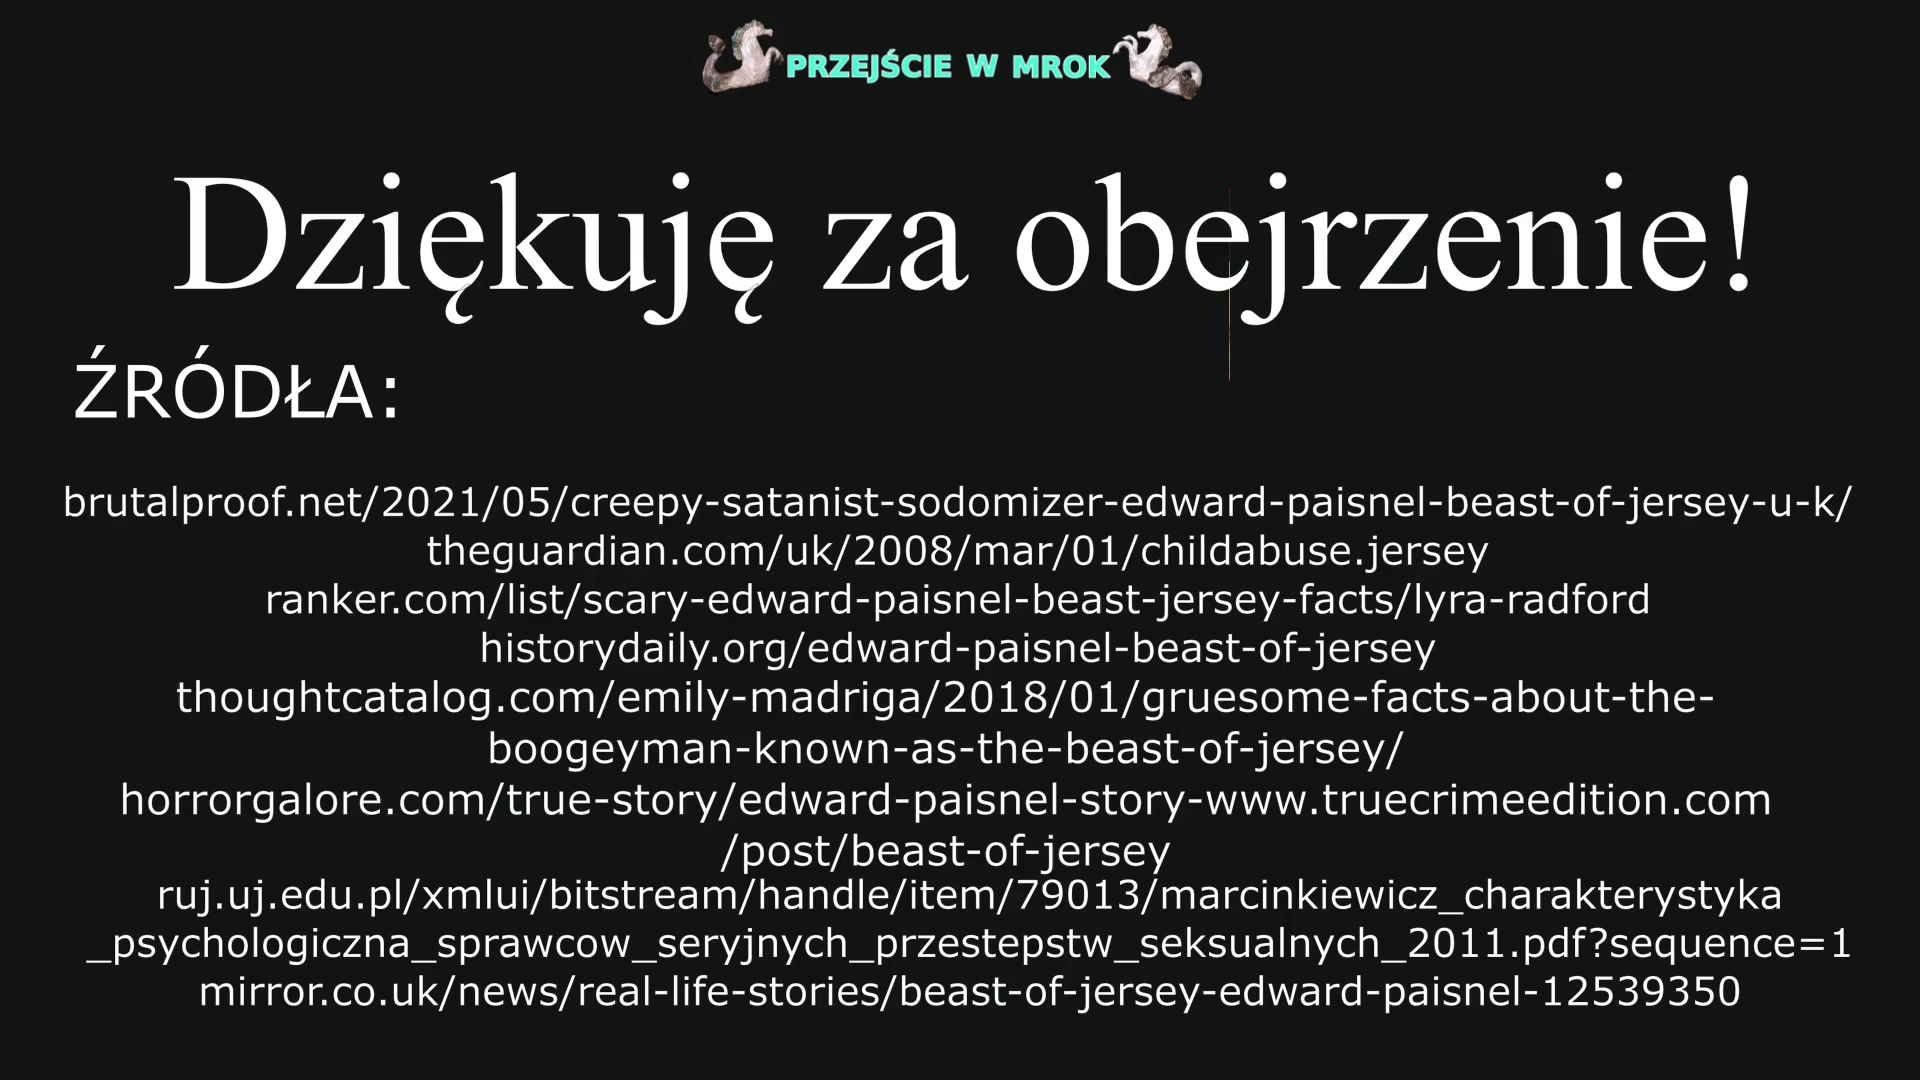 PRZEJŚCIE W MROK
Dziękuję za obejrzenie!
ŹRÓDŁA:
brutalproof.net/2021/05/creepy-satanist-sodomizer-edward-paisnel-beast-of-jersey-u-k/
theguardian.com/uk/2008/mar/01/childabuse.jersey
ranker.com/list/scary-edward-paisnel-beast-jersey-facts/lyra-radford
historydaily.org/edward-paisnel-beast-of-jersey
thoughtcatalog.com/emily-madriga/2018/01/gruesome-facts-about-the-
boogeyman-known-as-the-beast-of-jersey/
horrorgalore.com/true-story/edward-paisnel-story-www.truecrimeedition.com
/post/beast-of-jersey
ruj.uj.edu.pl/xmlui/bitstream/handle/item/79013/marcinkiewicz_charakterystyka
_psychologiczna_sprawcow_seryjnych_przestepstw_seksualnych_2011.pdf?sequence=1
mirror.co.uk/news/real-life-stories/beast-of-jersey-edward-paisnel-12539350